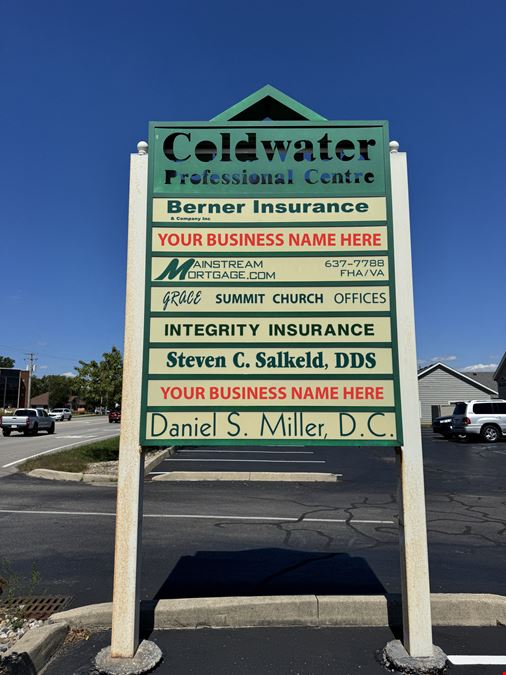 Coldwater
Professional Centre
Berner Insurance
& Company Inc
YOUR BUSINESS NAME HERE
MAINSTREAM 637-7788
MORTGAGE.COM FHA/VA
GRACE SUMMIT CHURCH OFFICES
INTEGRITY INSURANCE
Steven C. Salkeld, DDS
YOUR BUSINESS NAME HERE
Daniel S. Miller, D.C.